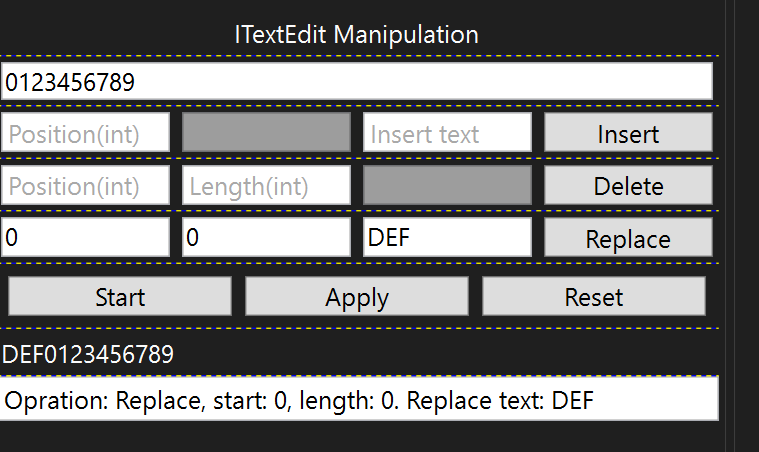 ITextEdit Manipulation
0123456789
Position(int) Insert text Insert
Position(int) Length(int) Delete
0 0 DEF Replace
Start Apply Reset
DEF0123456789
Opration: Replace, start: 0, length: 0. Replace text: DEF